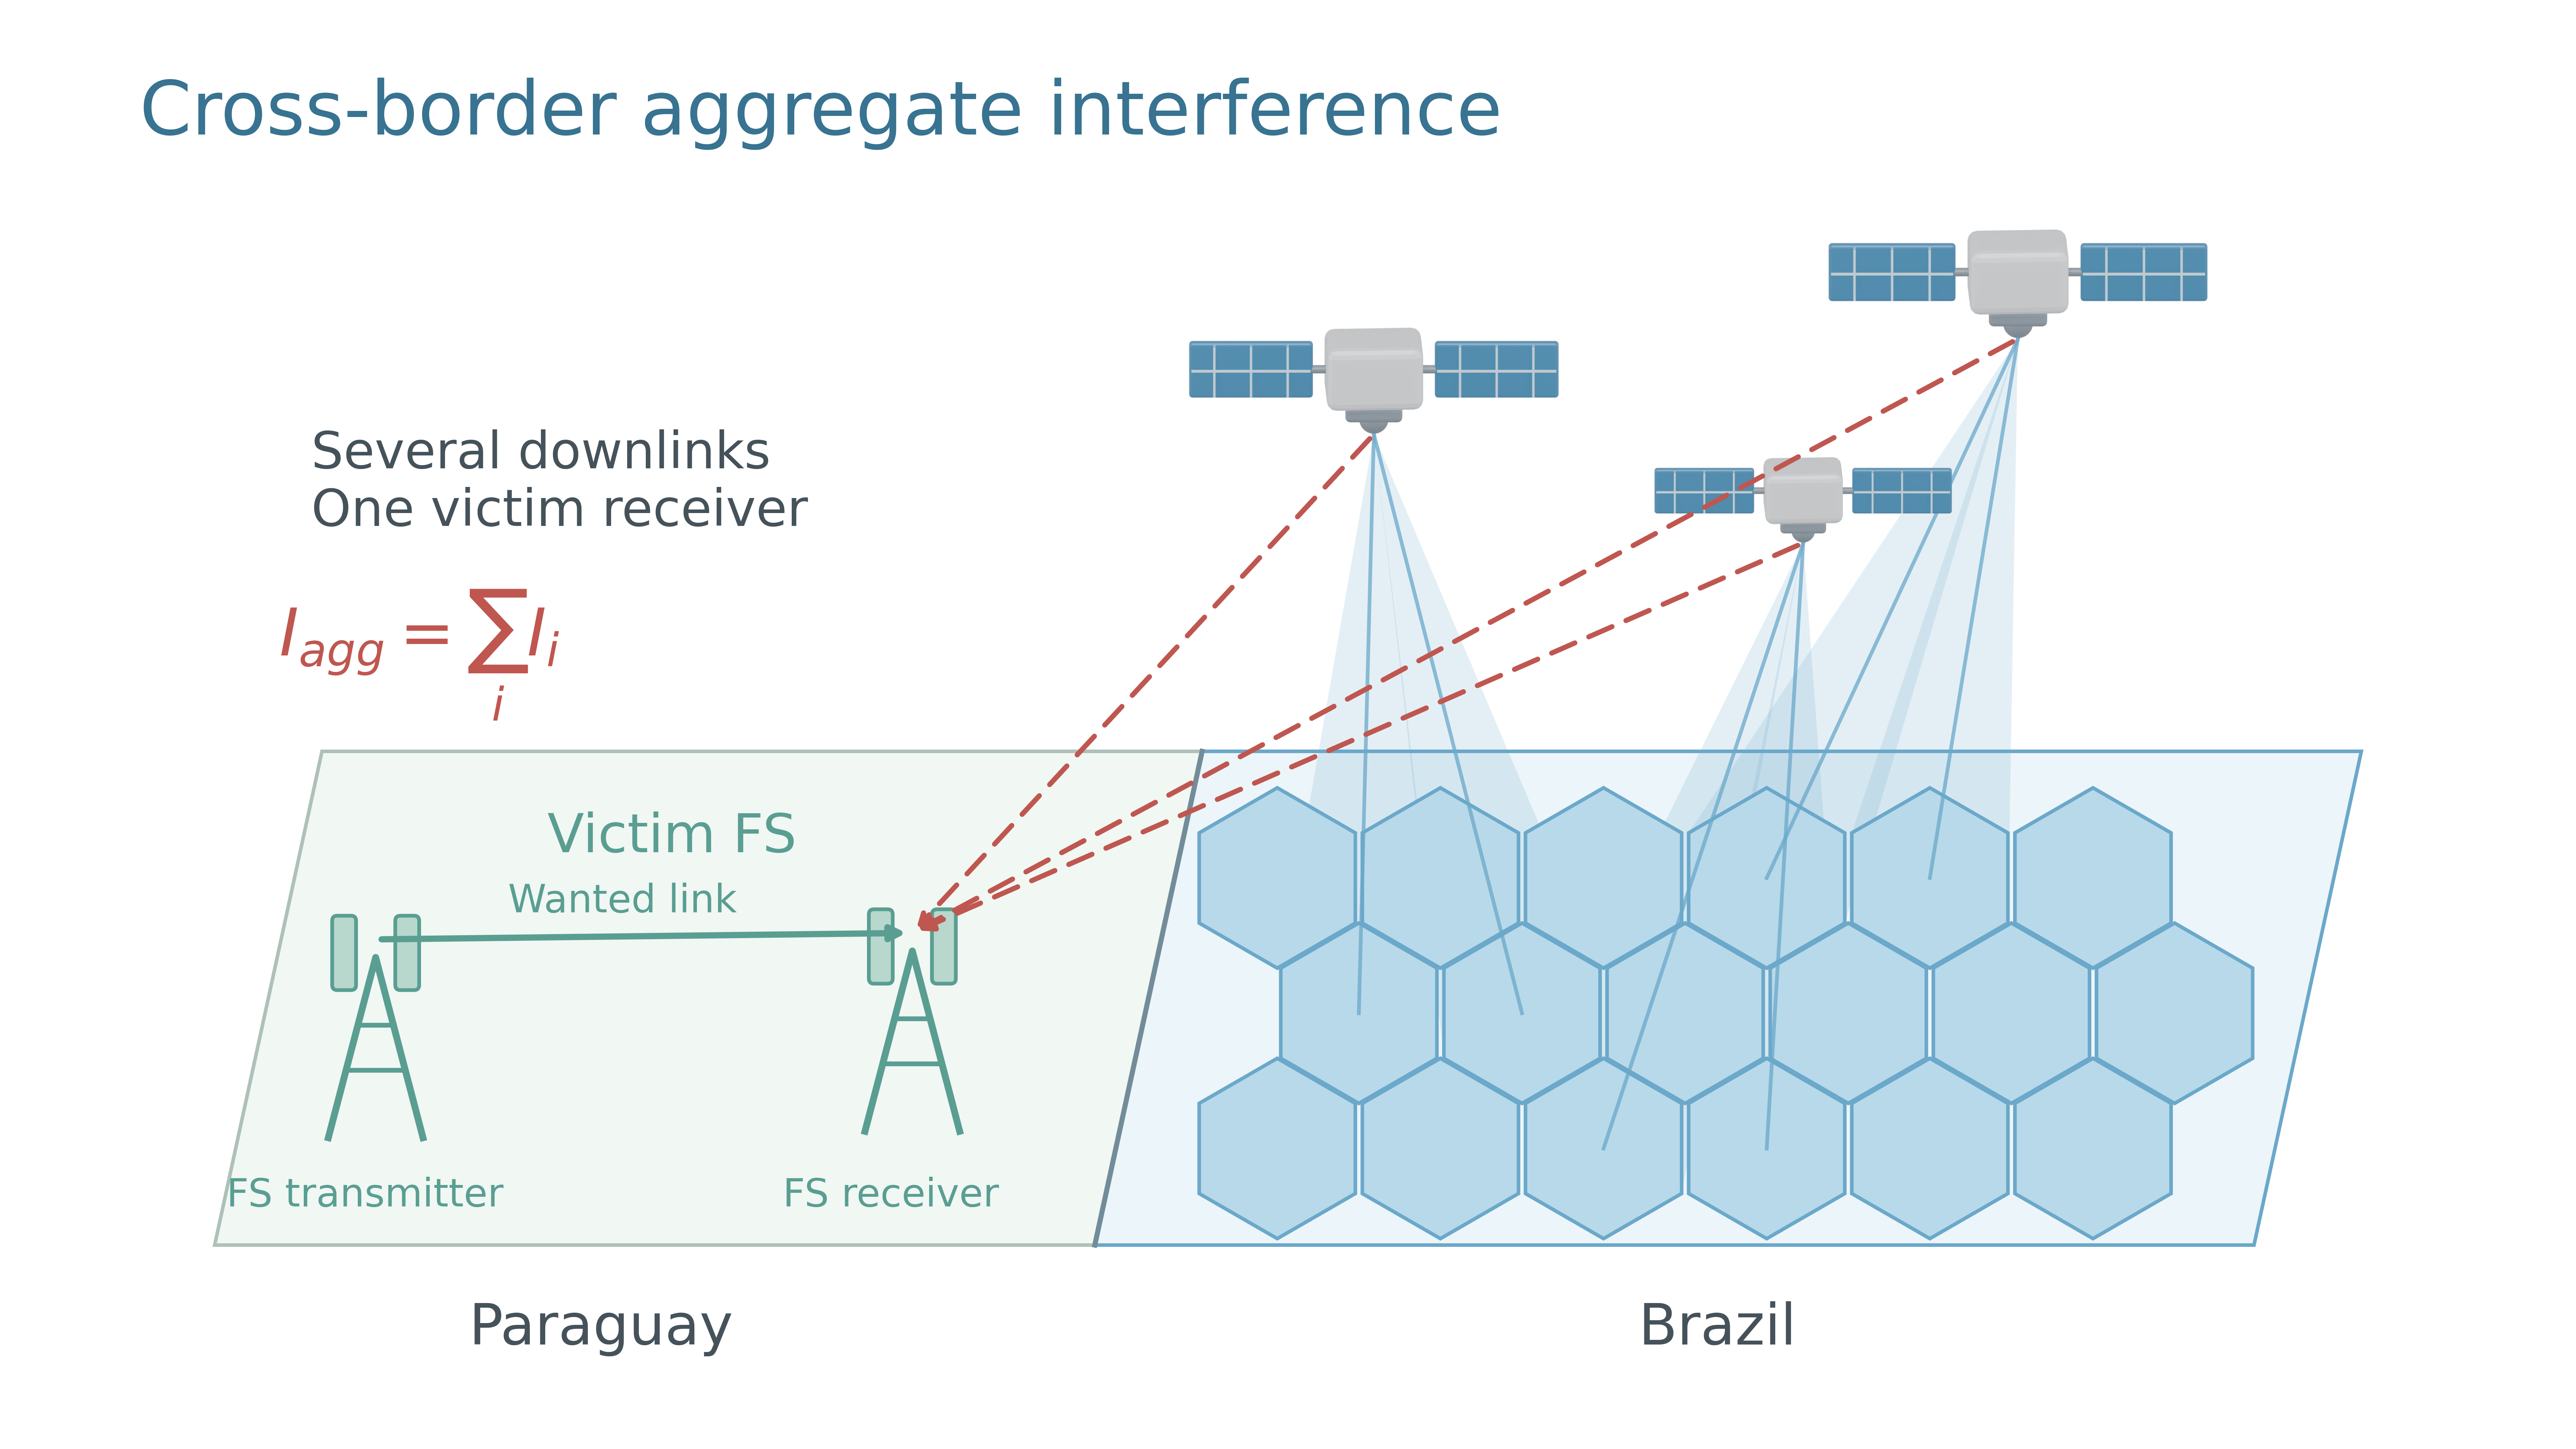 Cross-border aggregate interference
Several downlinks
One victim receiver
I_agg = ∑_i I_i
Victim FS
Wanted link
FS transmitter
FS receiver
Paraguay
Brazil